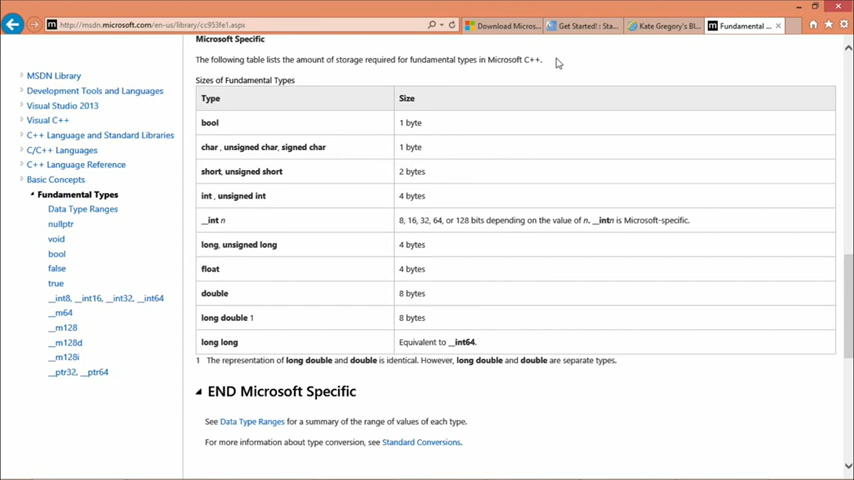 http://msdn.microsoft.com/en-us/library/cc953fe1.aspx
Download Micros...
Get Started! : Sta...
Kate Gregory's Bl...
Fundamental ...
Microsoft Specific
The following table lists the amount of storage required for fundamental types in Microsoft C++.
Sizes of Fundamental Types
Type Size
bool 1 byte
char , unsigned char, signed char 1 byte
short, unsigned short 2 bytes
int , unsigned int 4 bytes
__int n 8, 16, 32, 64, or 128 bits depending on the value of n. __intn is Microsoft-specific.
long, unsigned long 4 bytes
float 4 bytes
double 8 bytes
long double 1 8 bytes
long long Equivalent to __int64.
1 The representation of long double and double is identical. However, long double and double are separate types.
END Microsoft Specific
See Data Type Ranges for a summary of the range of values of each type.
For more information about type conversion, see Standard Conversions.
MSDN Library
Development Tools and Languages
Visual Studio 2013
Visual C++
C++ Language and Standard Libraries
C/C++ Languages
C++ Language Reference
Basic Concepts
Fundamental Types
Data Type Ranges
nullptr
void
bool
false
true
__int8, __int16, __int32, __int64
__m64
__m128
__m128d
__m128i
__ptr32, __ptr64